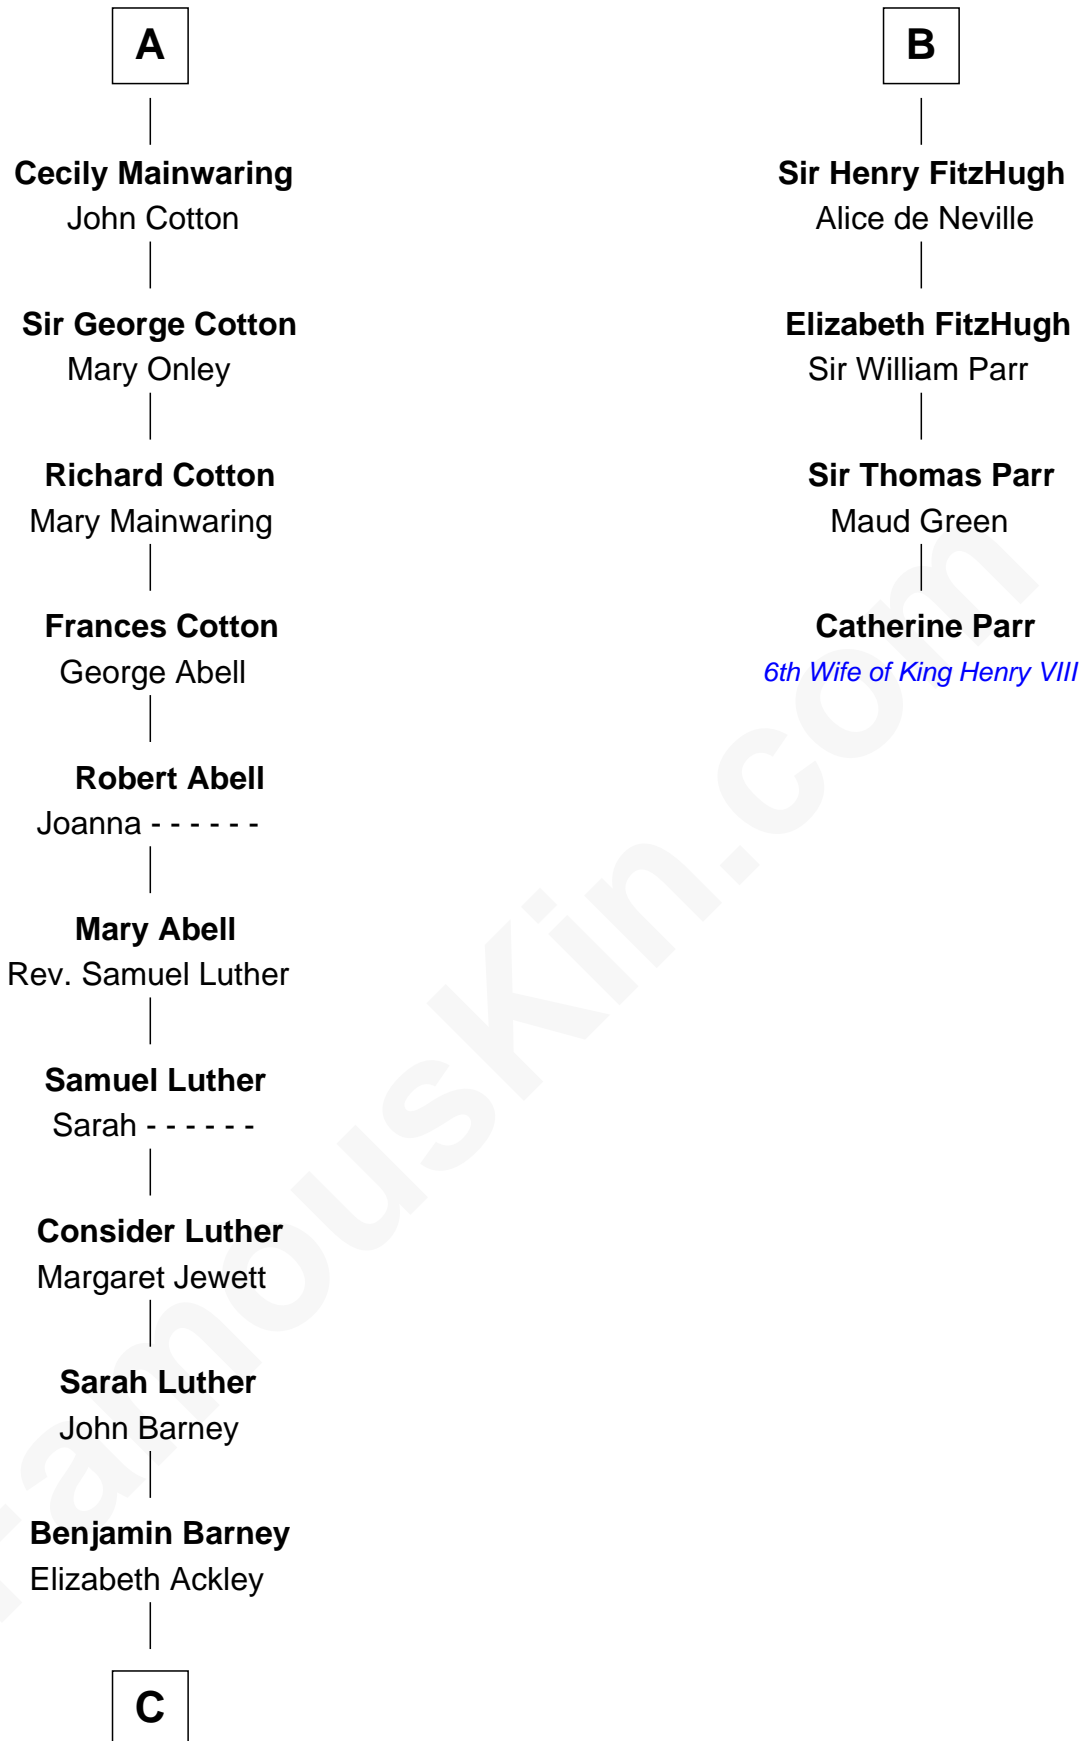 A
Cecily Mainwaring
John Cotton
Sir George Cotton
Mary Onley
Richard Cotton
Mary Mainwaring
Frances Cotton
George Abell
Robert Abell
Joanna - - - - - -
Mary Abell
Rev. Samuel Luther
Samuel Luther
Sarah - - - - - -
Consider Luther
Margaret Jewett
Sarah Luther
John Barney
Benjamin Barney
Elizabeth Ackley
C
B
Sir Henry FitzHugh
Alice de Neville
Elizabeth FitzHugh
Sir William Parr
Sir Thomas Parr
Maud Green
Catherine Parr
6th Wife of King Henry VIII
FamousKin.com